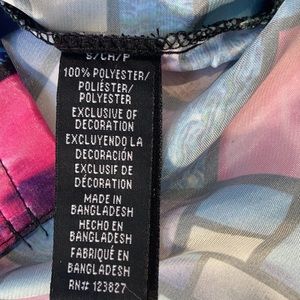 S/CH/P
100% POLYESTER/
POLIÉSTER/
POLYESTER
EXCLUSIVE OF
DECORATION
EXCLUYENDO LA
DECORACIÓN
EXCLUSIF DE
DÉCORATION
MADE IN
BANGLADESH
HECHO EN
BANGLADESH
FABRIQUÉ EN
BANGLADESH
RN# 123827